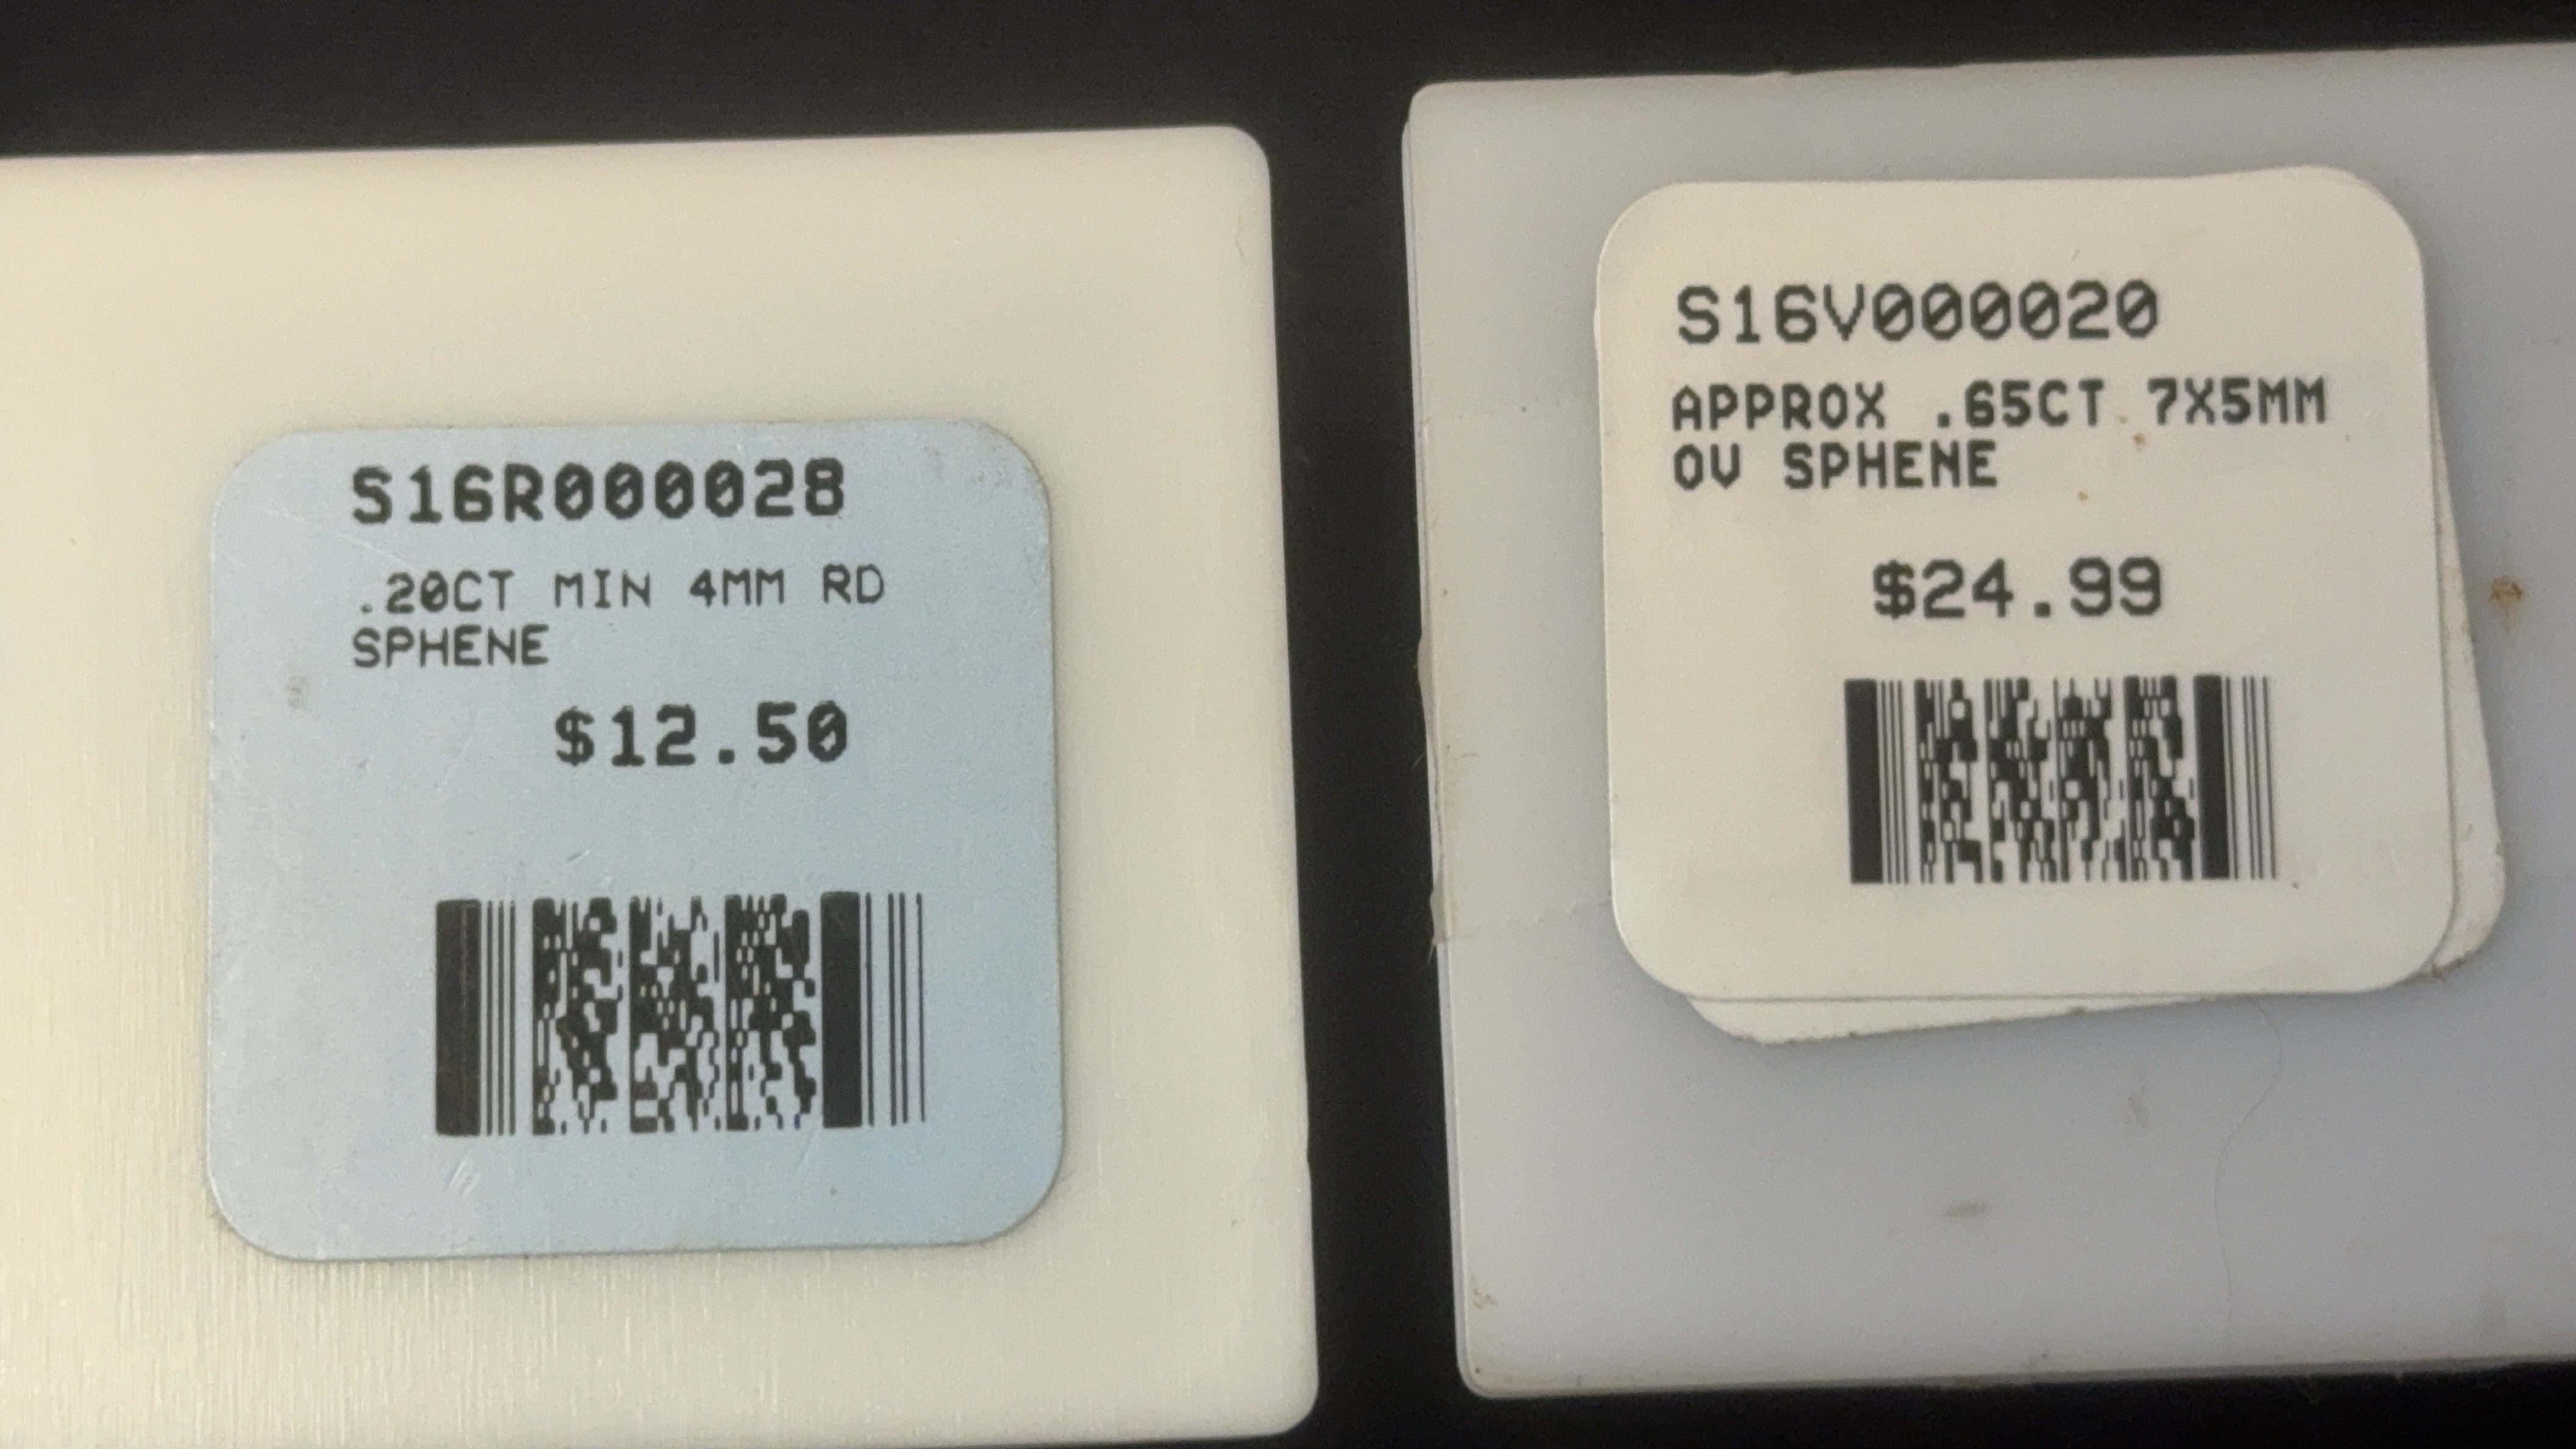 S16R000028
.20CT MIN 4MM RD
SPHENE
$12.50
S16V000020
APPROX .65CT 7X5MM
OV SPHENE
$24.99